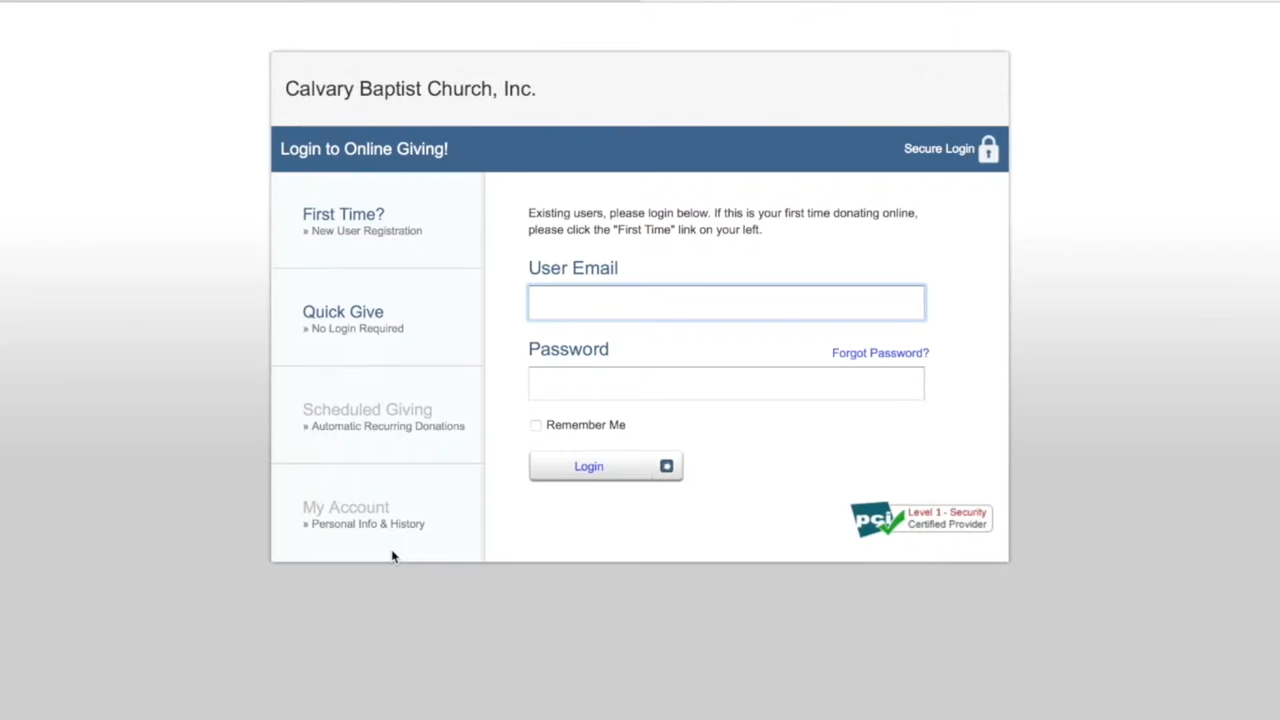 Calvary Baptist Church, Inc.
Login to Online Giving!
Secure Login
First Time?
» New User Registration
Quick Give
» No Login Required
Scheduled Giving
» Automatic Recurring Donations
My Account
» Personal Info & History
Existing users, please login below. If this is your first time donating online,
please click the "First Time" link on your left.
User Email
Password
Forgot Password?
Remember Me
Login
pci
Level 1 - Security
Certified Provider